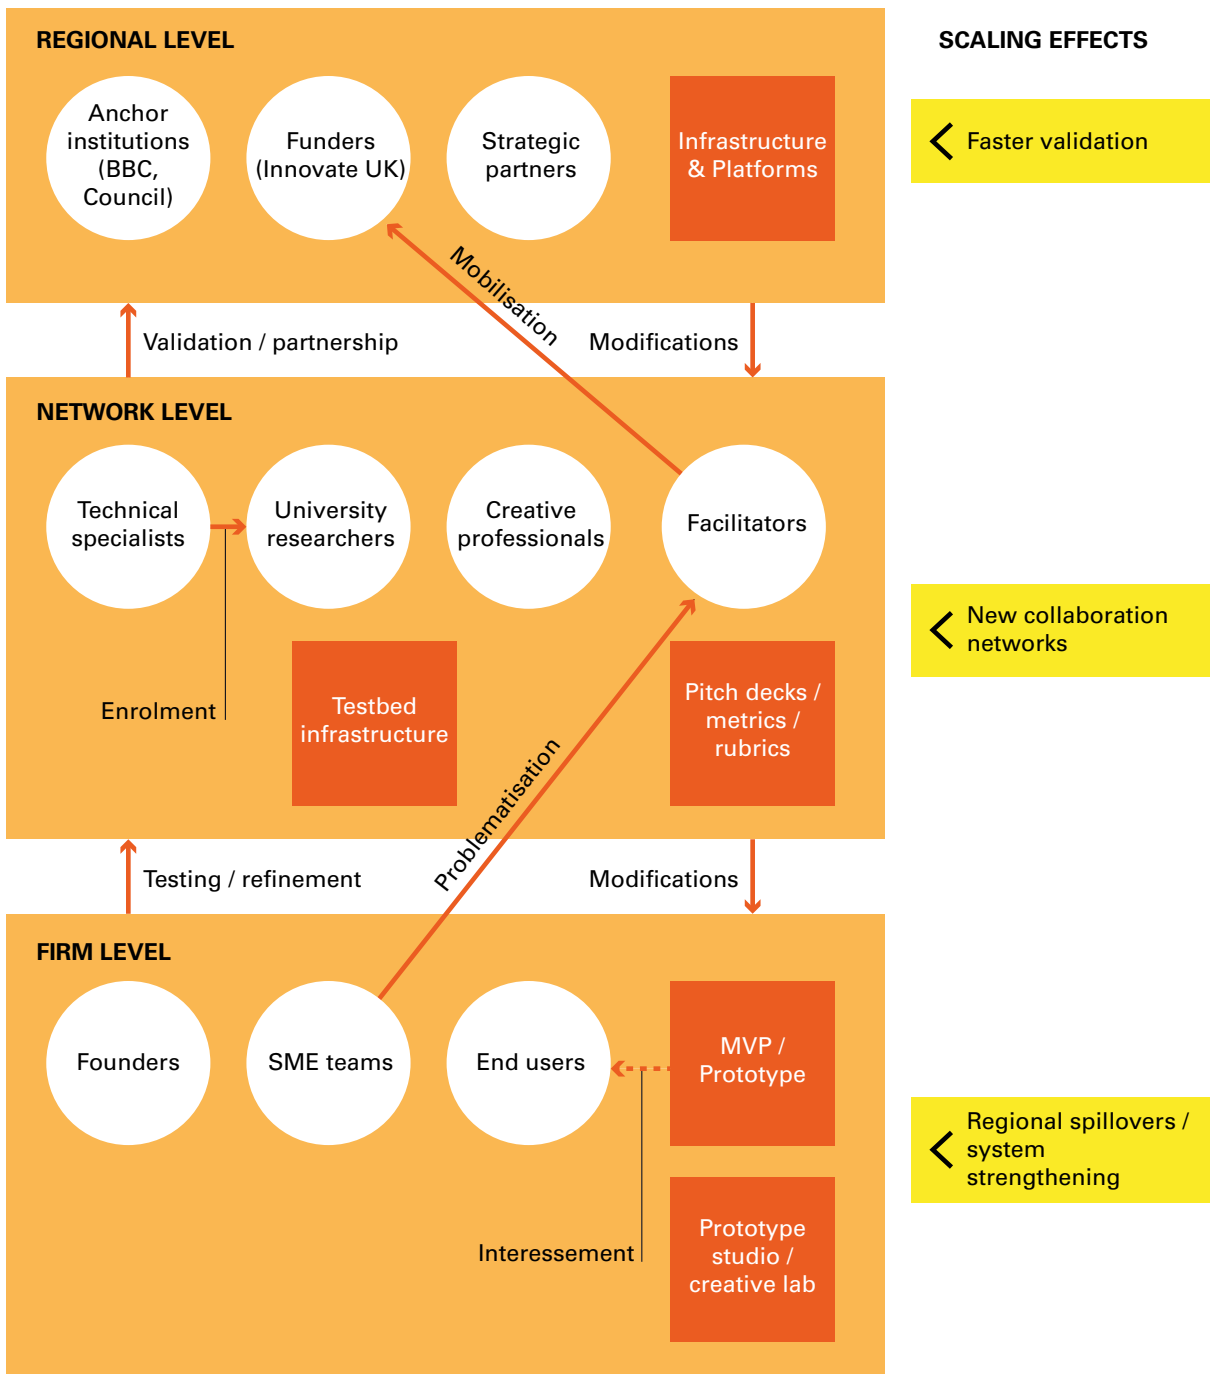 REGIONAL LEVEL
SCALING EFFECTS
Anchor
institutions
(BBC,
Council)
Funders
(Innovate UK)
Strategic
partners
Infrastructure
& Platforms
Faster validation
Mobilisation
Validation / partnership
Modifications
NETWORK LEVEL
Technical
specialists
University
researchers
Creative
professionals
Facilitators
New collaboration
networks
Enrolment
Testbed
infrastructure
Pitch decks /
metrics /
rubrics
Problematisation
Testing / refinement
Modifications
FIRM LEVEL
Founders
SME teams
End users
MVP /
Prototype
Regional spillovers /
system
strengthening
Interessement
Prototype
studio /
creative lab